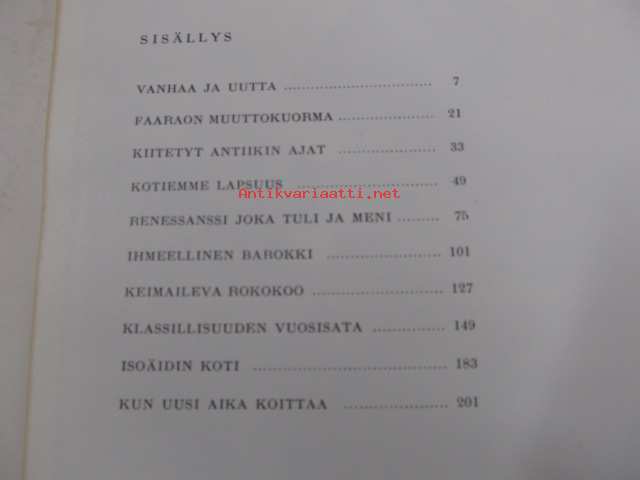 SISÄLLYS
VANHAA JA UUTTA ................................ 7
FAARAON MUUTTOKUORMA .................... 21
KIITETYT ANTIIKIN AJAT ........................ 33
KOTIEMME LAPSUUS ............................ 49
Antikvariaatti.net
RENESSANSSI JOKA TULI JA MENI ......... 75
IHMEELLINEN BAROKKI ........................ 101
KEIMAILEVA ROKOKOO ........................ 127
KLASSILLISUUDEN VUOSISATA ............... 149
ISOÄIDIN KOTI .................................... 183
KUN UUSI AIKA KOITTAA ...................... 201